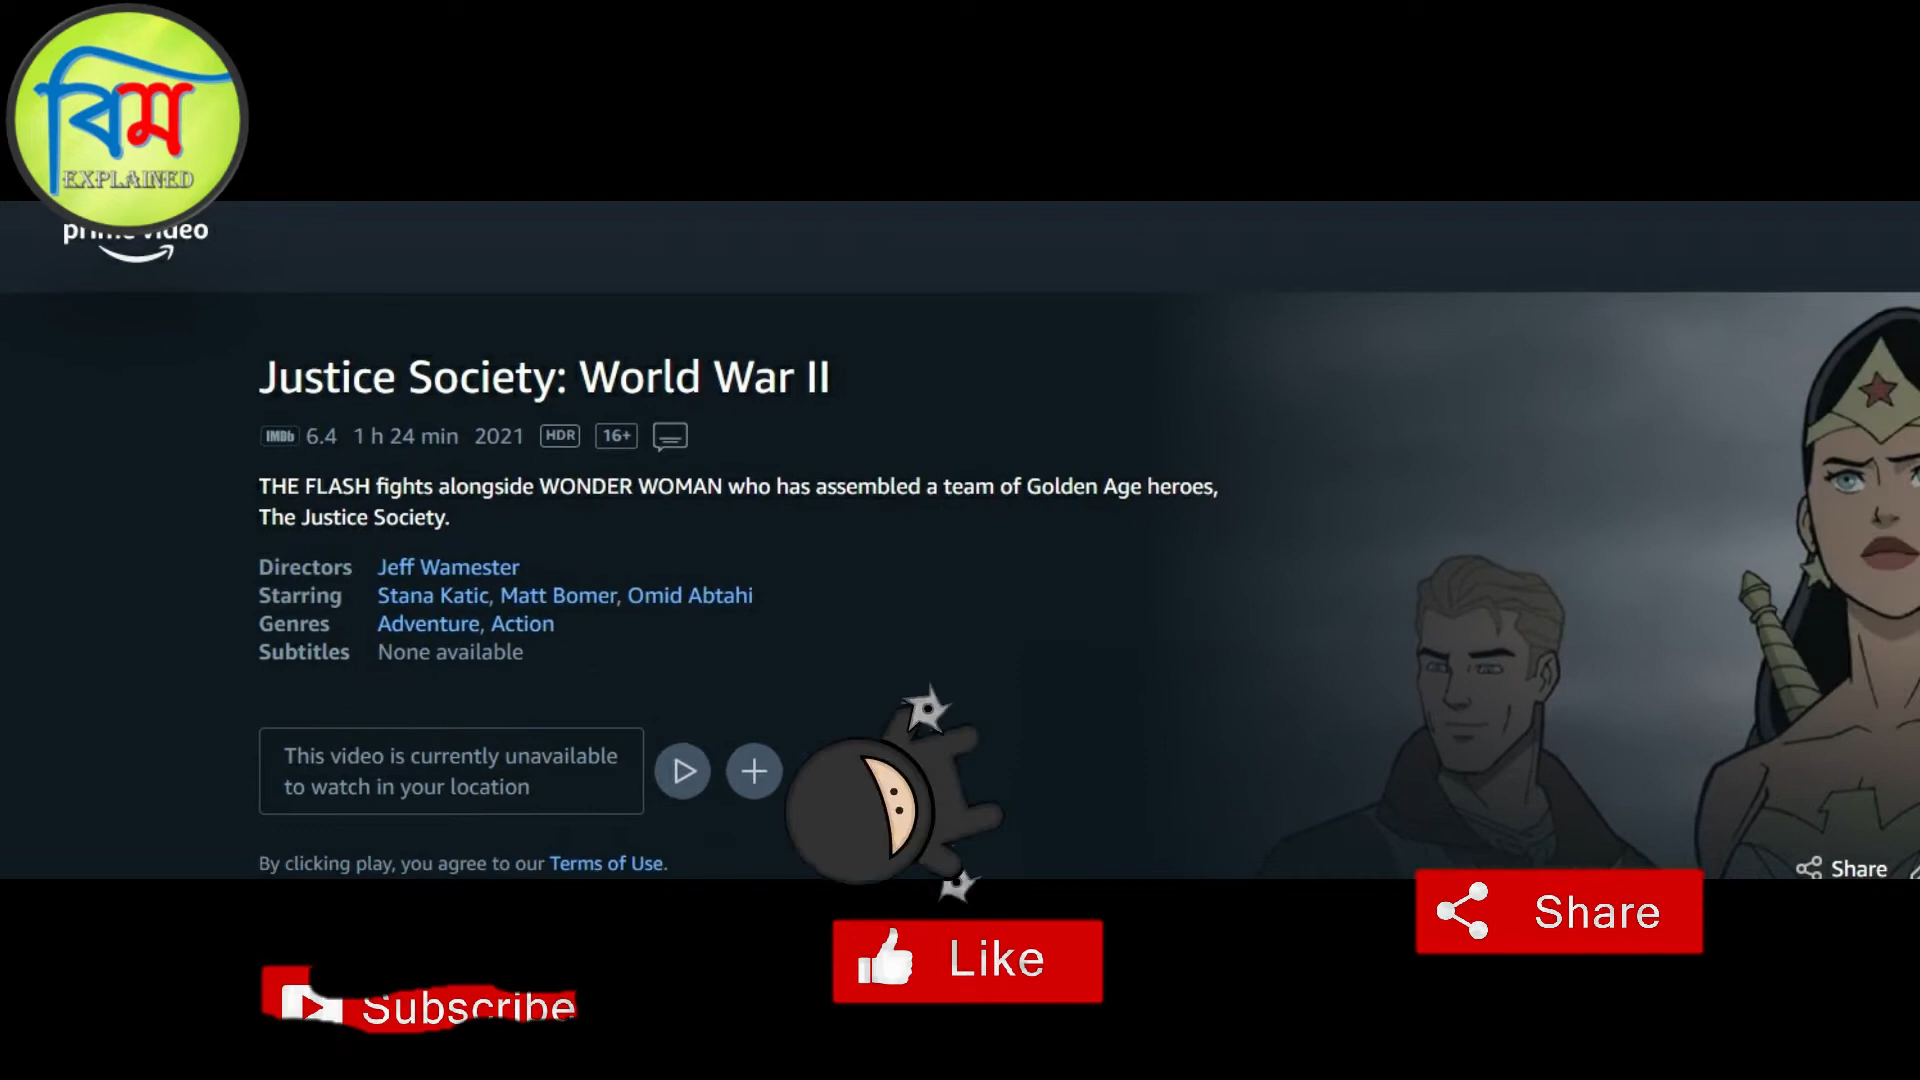 বিম্ন
EXPLAINED
prime video
Justice Society: World War II
IMDb 6.4 1 h 24 min 2021 HDR 16+
THE FLASH fights alongside WONDER WOMAN who has assembled a team of Golden Age heroes,
The Justice Society.
Directors Jeff Wamester
Starring Stana Katic, Matt Bomer, Omid Abtahi
Genres Adventure, Action
Subtitles None available
This video is currently unavailable
to watch in your location
By clicking play, you agree to our Terms of Use.
Share
Share
Like
Subscribe